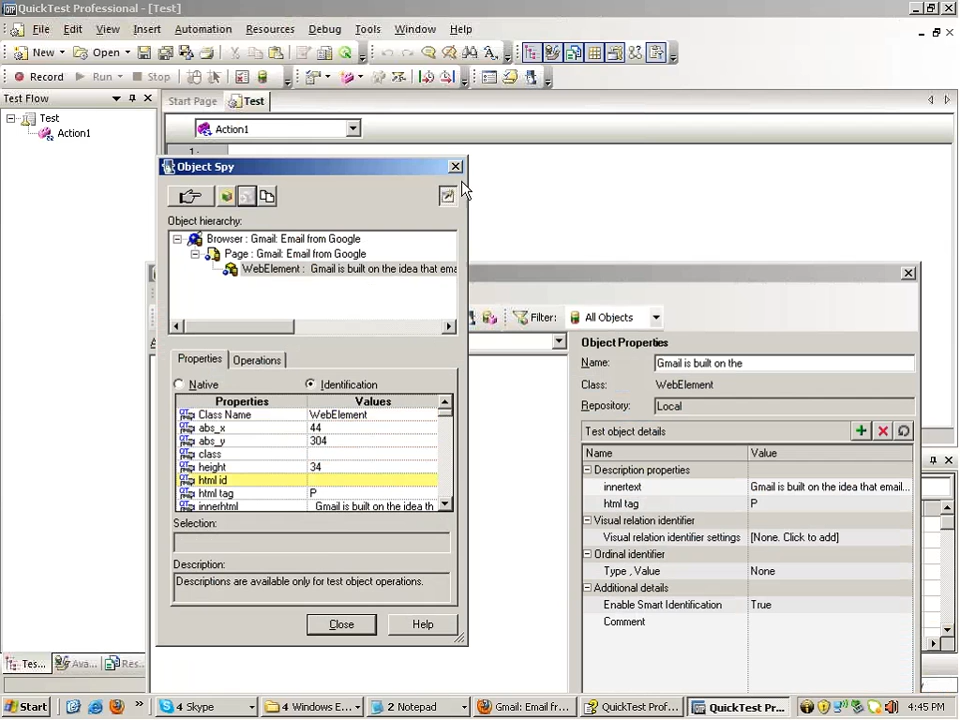 QuickTest Professional - [Test]
File Edit View Insert Automation Resources Debug Tools Window Help
New Open
Record Run Stop
Test Flow
Start Page Test
Test
Action1
Action1
1:
Object Spy
Object hierarchy:
Browser : Gmail: Email from Google
Page : Gmail: Email from Google
WebElement : Gmail is built on the idea that ema
Properties Operations
Native Identification
Properties Values
Class Name WebElement
abs_x 44
abs_y 304
class
height 34
html id
html tag P
innerhtml Gmail is built on the idea th
Selection:
Description:
Descriptions are available only for test object operations.
Close Help
Filter: All Objects
Object Properties
Name: Gmail is built on the
Class: WebElement
Repository: Local
Test object details
Name Value
Description properties
innertext Gmail is built on the idea that email...
html tag P
Visual relation identifier
Visual relation identifier settings [None. Click to add]
Ordinal identifier
Type , Value None
Additional details
Enable Smart Identification True
Comment
Tes... Ava... Res...
Start 4 Skype 4 Windows E... 2 Notepad Gmail: Email fr... QuickTest Prof... QuickTest Pr... 4:45 PM